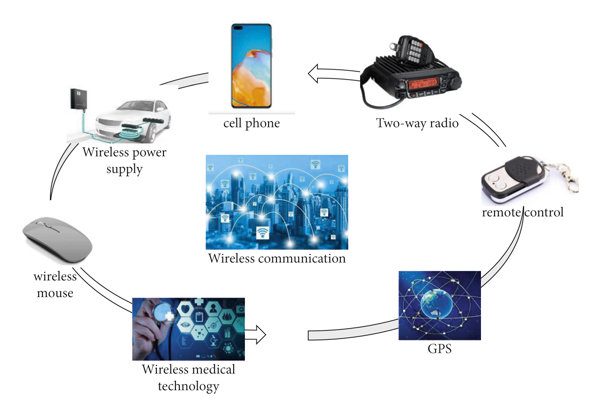 cell phone
Two-way radio
Wireless power
supply
remote control
Wireless communication
wireless
mouse
GPS
Wireless medical
technology